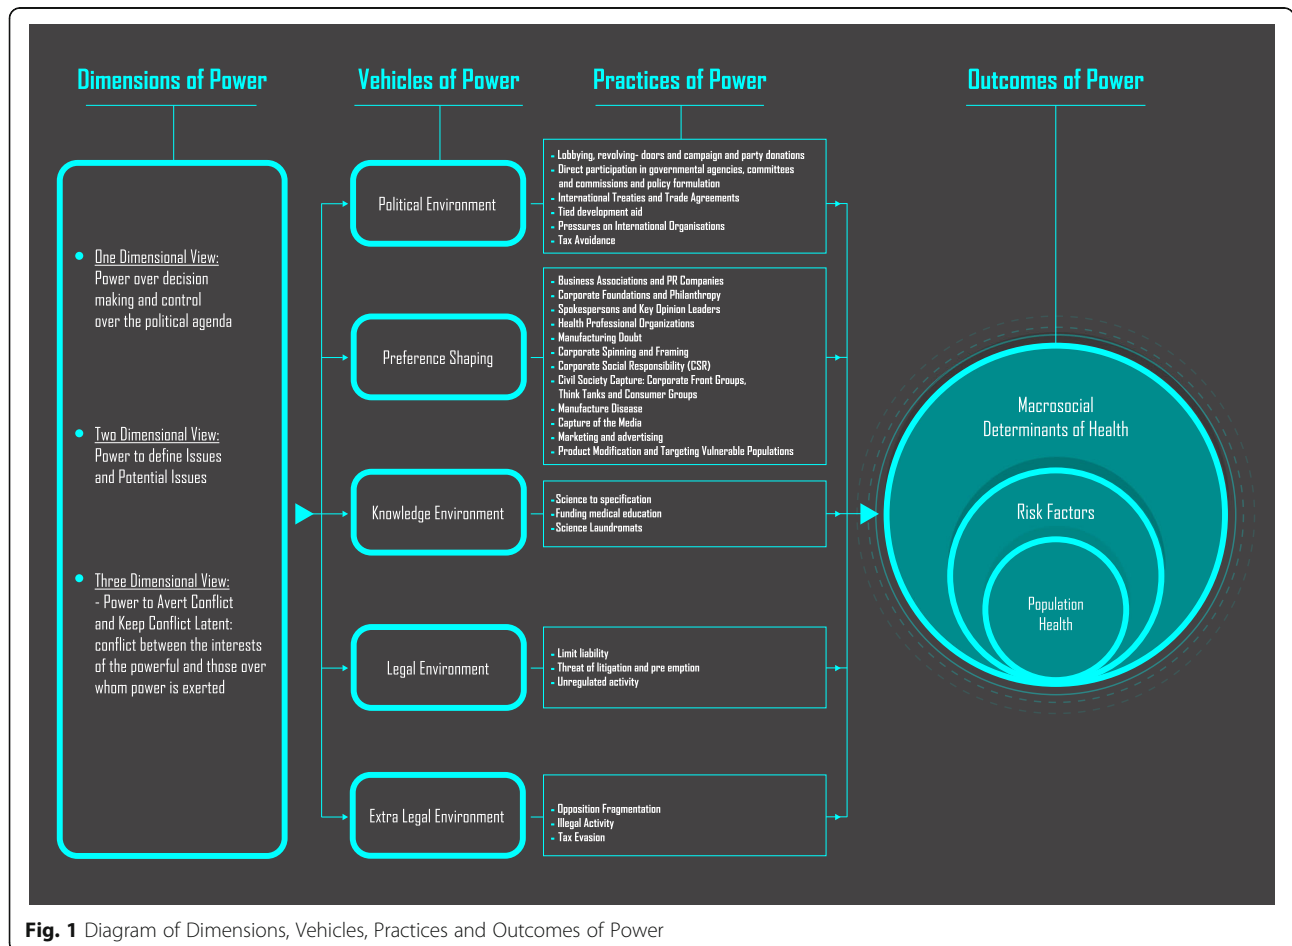 Dimensions of Power
Vehicles of Power
Practices of Power
Outcomes of Power
One Dimensional View:
Power over decision
making and control
over the political agenda
Two Dimensional View:
Power to define Issues
and Potential Issues
Three Dimensional View:
- Power to Avert Conflict
and Keep Conflict Latent:
conflict between the interests
of the powerful and those over
whom power is exerted
Political Environment
Preference Shaping
Knowledge Environment
Legal Environment
Extra Legal Environment
- Lobbying, revolving- doors and campaign and party donations
- Direct participation in governmental agencies, committees
and commissions and policy formulation
- International Treaties and Trade Agreements
- Tied development aid
- Pressures on International Organisations
- Tax Avoidance
- Business Associations and PR Companies
- Corporate Foundations and Philanthropy
- Spokespersons and Key Opinion Leaders
- Health Professional Organizations
- Manufacturing Doubt
- Corporate Spinning and Framing
- Corporate Social Responsibility (CSR)
- Civil Society Capture: Corporate Front Groups,
Think Tanks and Consumer Groups
- Manufacture Disease
- Capture of the Media
- Marketing and advertising
- Product Modification and Targeting Vulnerable Populations
- Science to specification
- Funding medical education
- Science Laundromats
- Limit liability
- Threat of litigation and pre emption
- Unregulated activity
- Opposition Fragmentation
- Illegal Activity
- Tax Evasion
Macrosocial
Determinants of Health
Risk Factors
Population
Health
Fig. 1 Diagram of Dimensions, Vehicles, Practices and Outcomes of Power